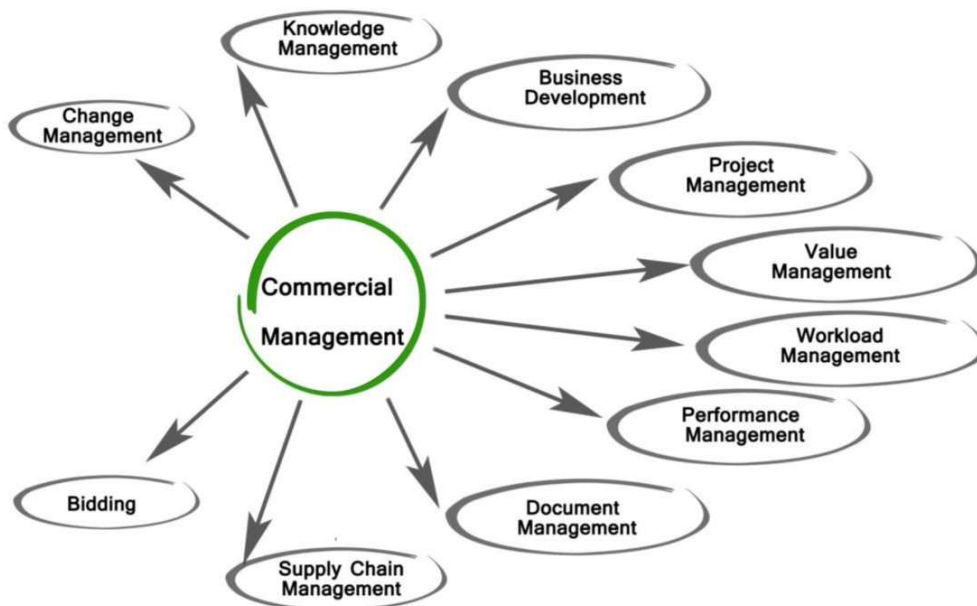 Knowledge
Management
Business
Development
Change
Management
Project
Management
Value
Management
Commercial
Management
Workload
Management
Performance
Management
Bidding
Document
Management
Supply Chain
Management